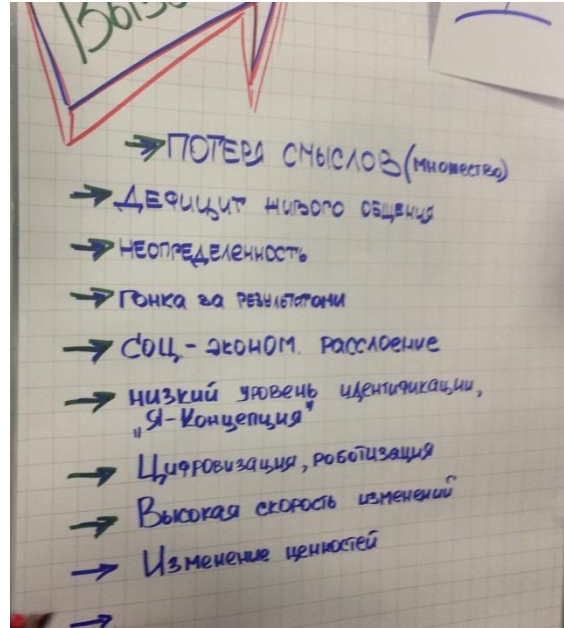 → ПОТЕРЯ СМЫСЛОВ (множество)
→ ДЕФИЦИТ живого общения
→ НЕОПРЕДЕЛЕННОСТЬ
→ Гонка за результатами
→ СОЦ.-эконом. расслоение
→ низкий уровень идентификации,
„Я-Концепция"
→ Цифровизация, роботизация
→ Высокая скорость изменений
→ Изменение ценностей
→